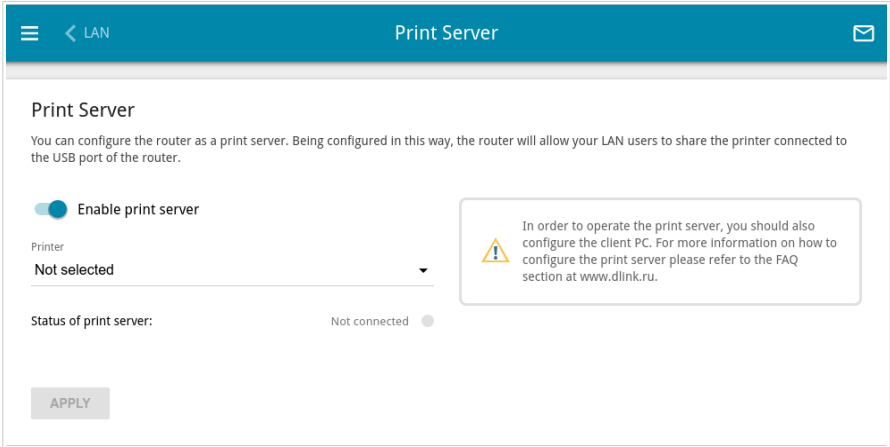 LAN
Print Server
Print Server
You can configure the router as a print server. Being configured in this way, the router will allow your LAN users to share the printer connected to
the USB port of the router.
Enable print server
Printer
Not selected
Status of print server:
Not connected
In order to operate the print server, you should also
configure the client PC. For more information on how to
configure the print server please refer to the FAQ
section at www.dlink.ru.
APPLY